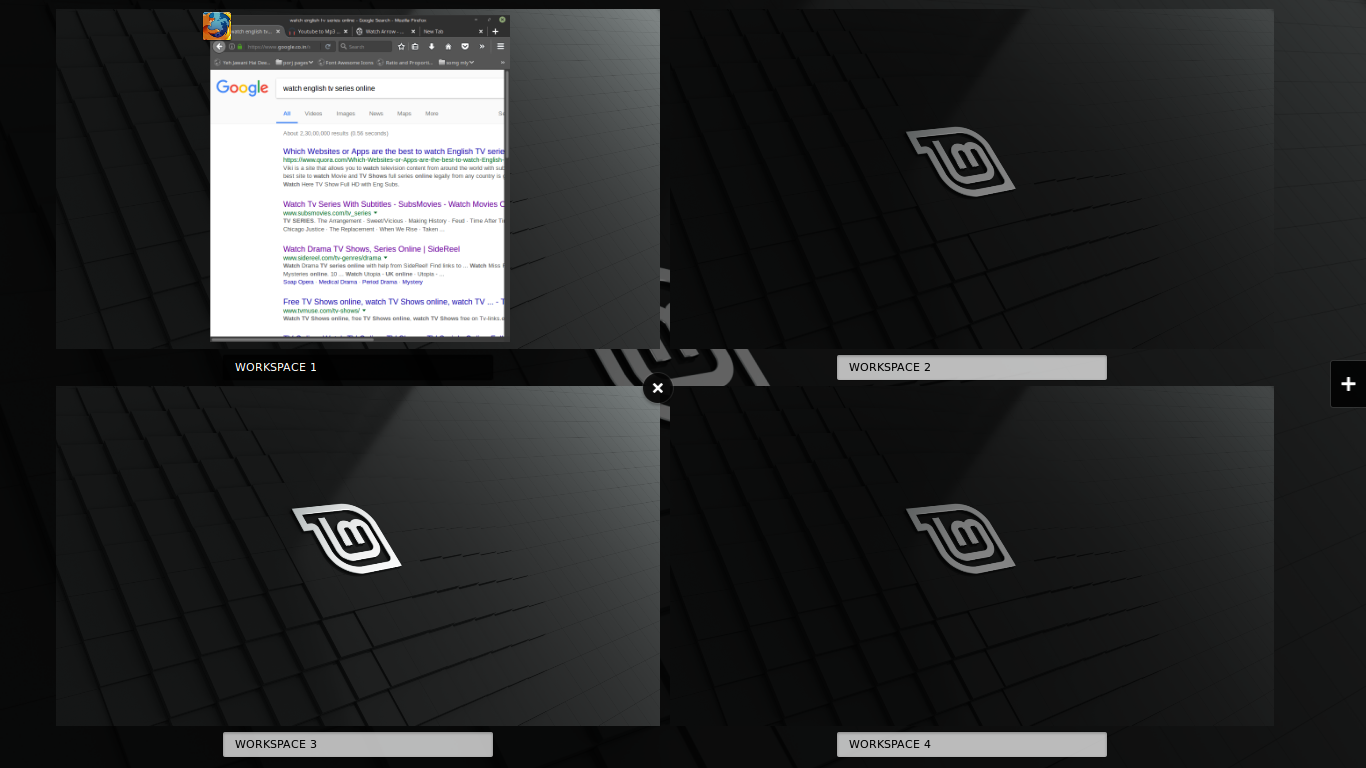 watch english tv series online - Google Search - Mozilla Firefox
watch english tv... Youtube to Mp3 ... Watch Arrow - ... New Tab
https://www.google.co.in/ Search
Yeh Jawani Hai Dee... Font Awesome Icons Ratio and Proporti...
Google watch english tv series online
All Videos Images News Maps More
About 2,30,00,000 results (0.56 seconds)
Which Websites or Apps are the best to watch English TV serie
https://www.quora.com/Which-Websites-or-Apps-are-the-best-to-watch-English-
Viki is a site that allows you to watch television content from around the world with sub
best site to watch Movie and TV Shows full series online legally from any country is
Watch Here TV Show Full HD with Eng Subs.
Watch Tv Series With Subtitles - SubsMovies - Watch Movies
www.subsmovies.com/tv_series
TV SERIES. The Arrangement · Sweet/Vicious · Making History · Feud · Time After Ti
Chicago Justice · The Replacement · When We Rise · Taken ...
Watch Drama TV Shows, Series Online | SideReel
www.sidereel.com/tv-genres/drama
Watch Drama TV series online with help from SideReel! Find links to ... Watch Miss
Mysteries online. 10 ... Watch Utopia - UK online · Utopia - ...
Soap Opera · Medical Drama · Period Drama · Mystery
Free TV Shows online, watch TV Shows online, watch TV ... - T
www.tvmuse.com/tv-shows/
Watch TV Shows online, free TV Shows online, watch TV Shows free on Tv-links.
WORKSPACE 1
WORKSPACE 2
WORKSPACE 3
WORKSPACE 4